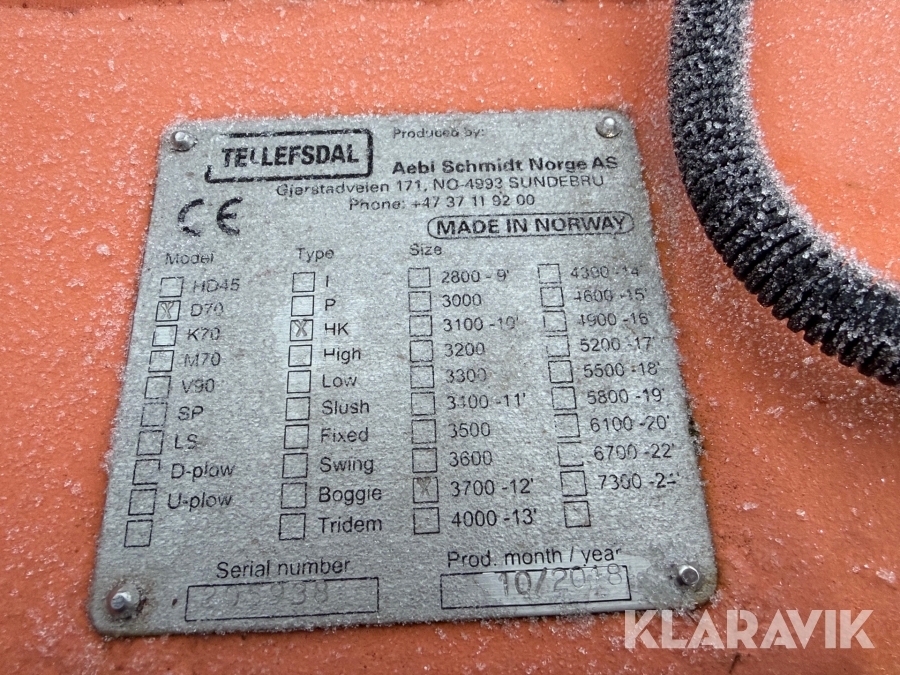 TELLEFSDAL
Produced by:
Aebi Schmidt Norge AS
Gjerstadveien 171, NO-4993 SUNDEBRU
Phone: +47 37 11 92 00
CE
MADE IN NORWAY
Model
HD45
X D70
K70
M70
V90
SP
LS
D-plow
U-plow
Type
I
P
X HK
High
Low
Slush
Fixed
Swing
Boggie
Tridem
Size
2800 - 9'
3000
3100 -10'
3200
3300
3400 -11'
3500
3600
X 3700 -12'
4000 -13'
4300 -14'
4600 -15'
4900 -16'
5200 -17'
5500 -18'
5800 -19'
6100 -20'
6700 -22'
7300 -24'
Serial number
Prod. month / year
10/2018
KLARAVIK